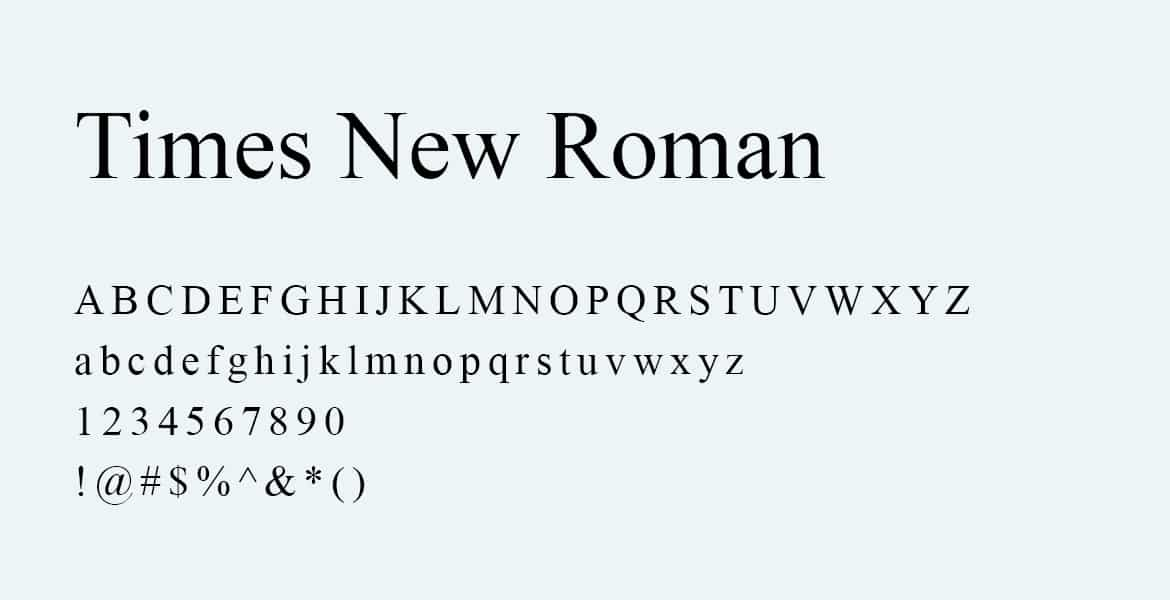 Times New Roman
A B C D E F G H I J K L M N O P Q R S T U V W X Y Z
a b c d e f g h i j k l m n o p q r s t u v w x y z
1 2 3 4 5 6 7 8 9 0
! @ # $ % ^ & * ( )